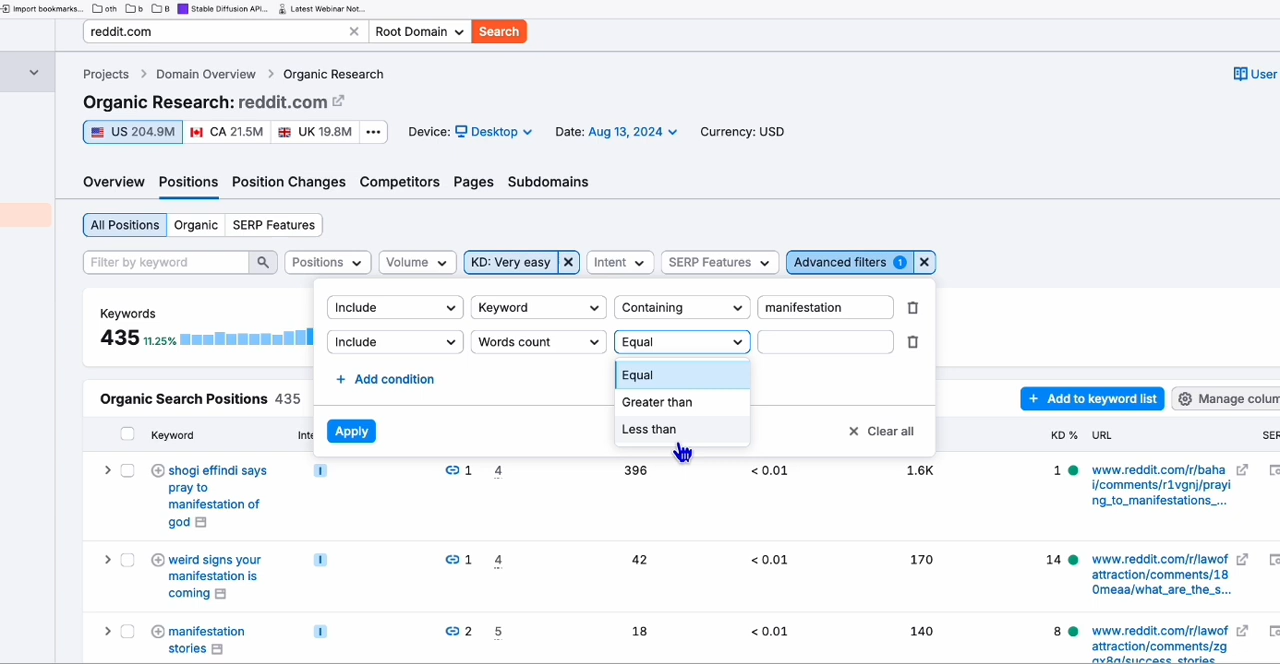 Import bookmarks... oth b B Stable Diffusion API... Latest Webinar Not...
reddit.com Root Domain Search
Projects Domain Overview Organic Research User
Organic Research: reddit.com
US 204.9M CA 21.5M UK 19.8M ••• Device: Desktop Date: Aug 13, 2024 Currency: USD
Overview Positions Position Changes Competitors Pages Subdomains
All Positions Organic SERP Features
Filter by keyword Positions Volume KD: Very easy Intent SERP Features Advanced filters 1
Include Keyword Containing manifestation
Keywords
435 11.25%
Include Words count Equal
Equal
+ Add condition
Greater than
Less than
Apply Clear all
Organic Search Positions 435 + Add to keyword list Manage colum
Keyword Inte KD % URL SER
shogi effindi says pray to manifestation of god I 1 4 396 < 0.01 1.6K 1 www.reddit.com/r/baha
i/comments/r1vgnj/prayi
ng_to_manifestations_...
weird signs your manifestation is coming I 1 4 42 < 0.01 170 14 www.reddit.com/r/lawof
attraction/comments/18
0meaa/what_are_the_s...
manifestation stories I 2 5 18 < 0.01 140 8 www.reddit.com/r/lawof
attraction/comments/zg